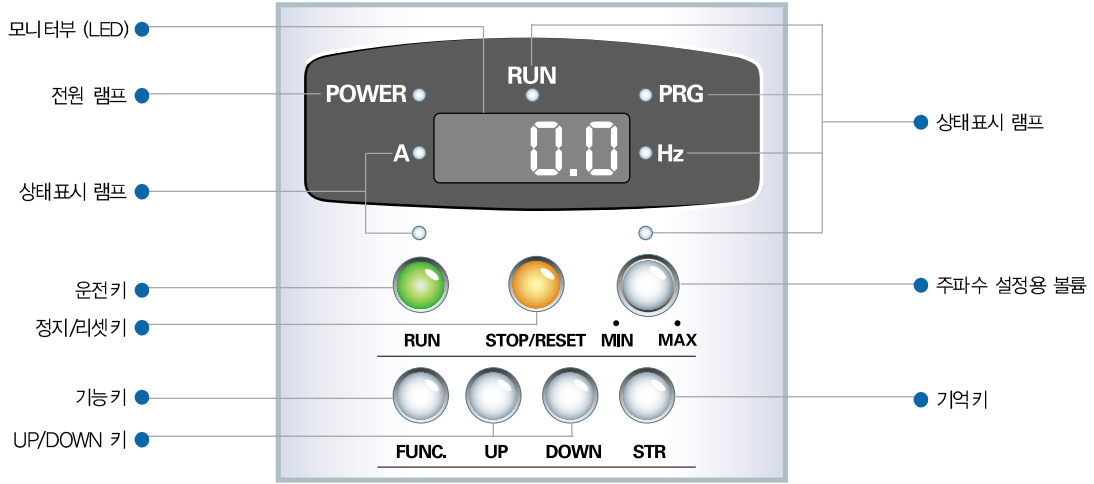 모니터부 (LED)
전원 램프
상태표시 램프
운전키
정지/리셋키
기능키
UP/DOWN 키
RUN
POWER
PRG
A
0.0
Hz
RUN
STOP/RESET
MIN
MAX
FUNC.
UP
DOWN
STR
상태표시 램프
주파수 설정용 볼륨
기억키